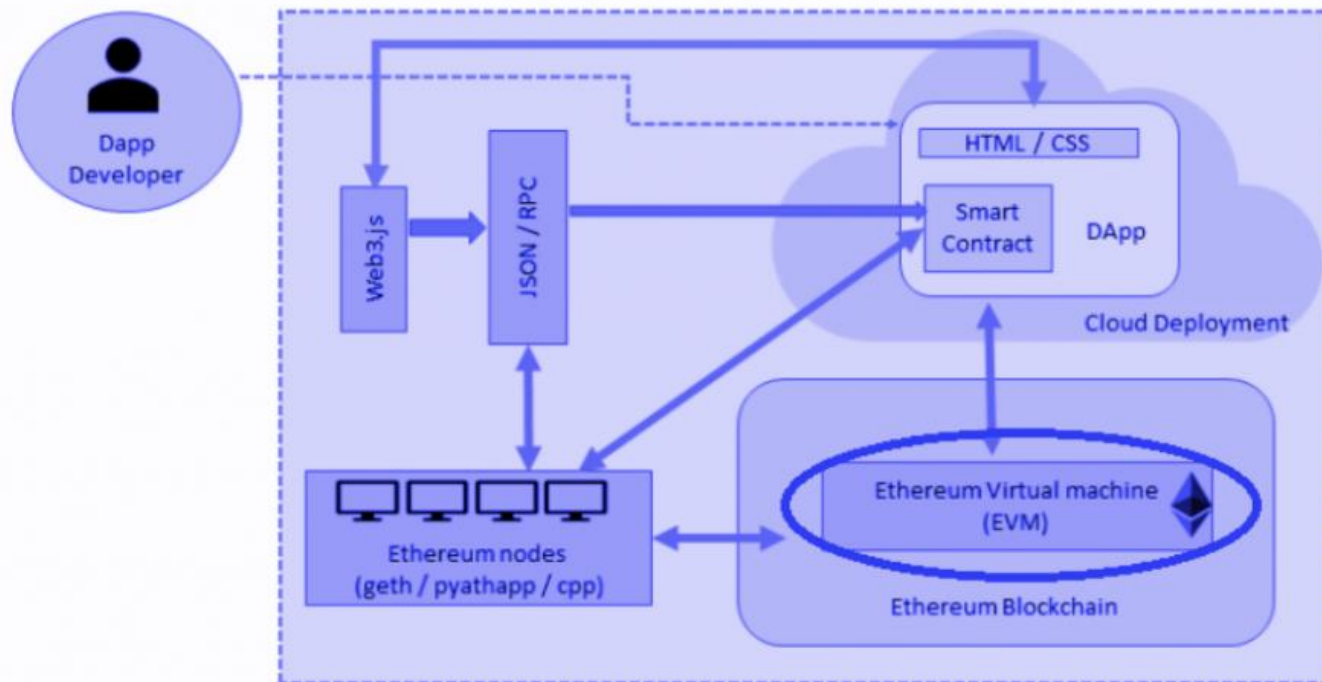 Dapp
Developer
HTML / CSS
Web3.js
JSON / RPC
Smart
Contract
DApp
Cloud Deployment
Ethereum nodes
(geth / pyathapp / cpp)
Ethereum Virtual machine
(EVM)
Ethereum Blockchain